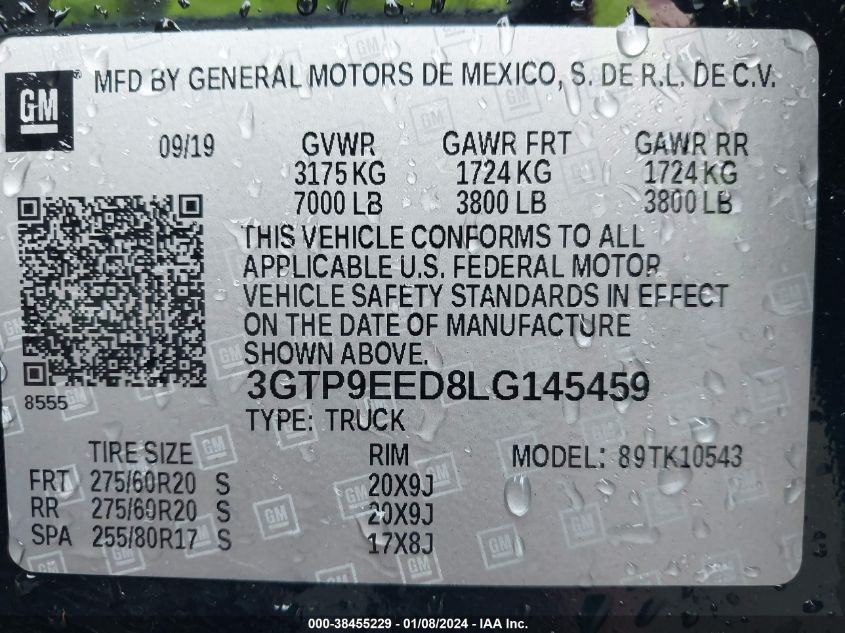 GM ® MFD BY GENERAL MOTORS DE MEXICO, S. DE R.L. DE C.V.
09/19 GVWR GAWR FRT GAWR RR
3175 KG 1724 KG 1724 KG
7000 LB 3800 LB 3800 LB
THIS VEHICLE CONFORMS TO ALL
APPLICABLE U.S. FEDERAL MOTOR
VEHICLE SAFETY STANDARDS IN EFFECT
ON THE DATE OF MANUFACTURE
SHOWN ABOVE.
8555 3GTP9EED8LG145459
TYPE: TRUCK
TIRE SIZE RIM MODEL: 89TK10543
FRT 275/60R20 S 20X9J
RR 275/60R20 S 20X9J
SPA 255/80R17 S 17X8J
000-38455229 - 01/08/2024 - IAA Inc.